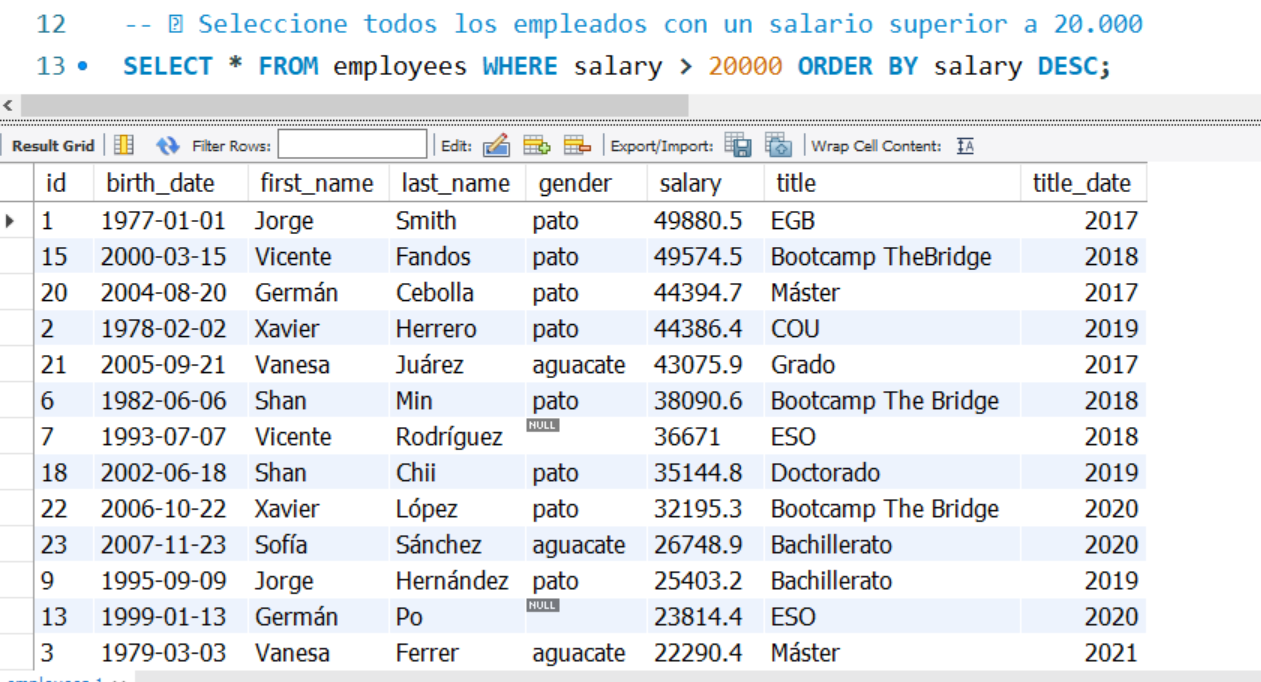 12 -- Seleccione todos los empleados con un salario superior a 20.000
13 SELECT * FROM employees WHERE salary > 20000 ORDER BY salary DESC;
Result Grid Filter Rows: Edit: Export/Import: Wrap Cell Content: IA
id birth_date first_name last_name gender salary title title_date
1 1977-01-01 Jorge Smith pato 49880.5 EGB 2017
15 2000-03-15 Vicente Fandos pato 49574.5 Bootcamp TheBridge 2018
20 2004-08-20 Germán Cebolla pato 44394.7 Máster 2017
2 1978-02-02 Xavier Herrero pato 44386.4 COU 2019
21 2005-09-21 Vanesa Juárez aguacate 43075.9 Grado 2017
6 1982-06-06 Shan Min pato 38090.6 Bootcamp The Bridge 2018
7 1993-07-07 Vicente Rodríguez NULL 36671 ESO 2018
18 2002-06-18 Shan Chii pato 35144.8 Doctorado 2019
22 2006-10-22 Xavier López pato 32195.3 Bootcamp The Bridge 2020
23 2007-11-23 Sofía Sánchez aguacate 26748.9 Bachillerato 2020
9 1995-09-09 Jorge Hernández pato 25403.2 Bachillerato 2019
13 1999-01-13 Germán Po NULL 23814.4 ESO 2020
3 1979-03-03 Vanesa Ferrer aguacate 22290.4 Máster 2021